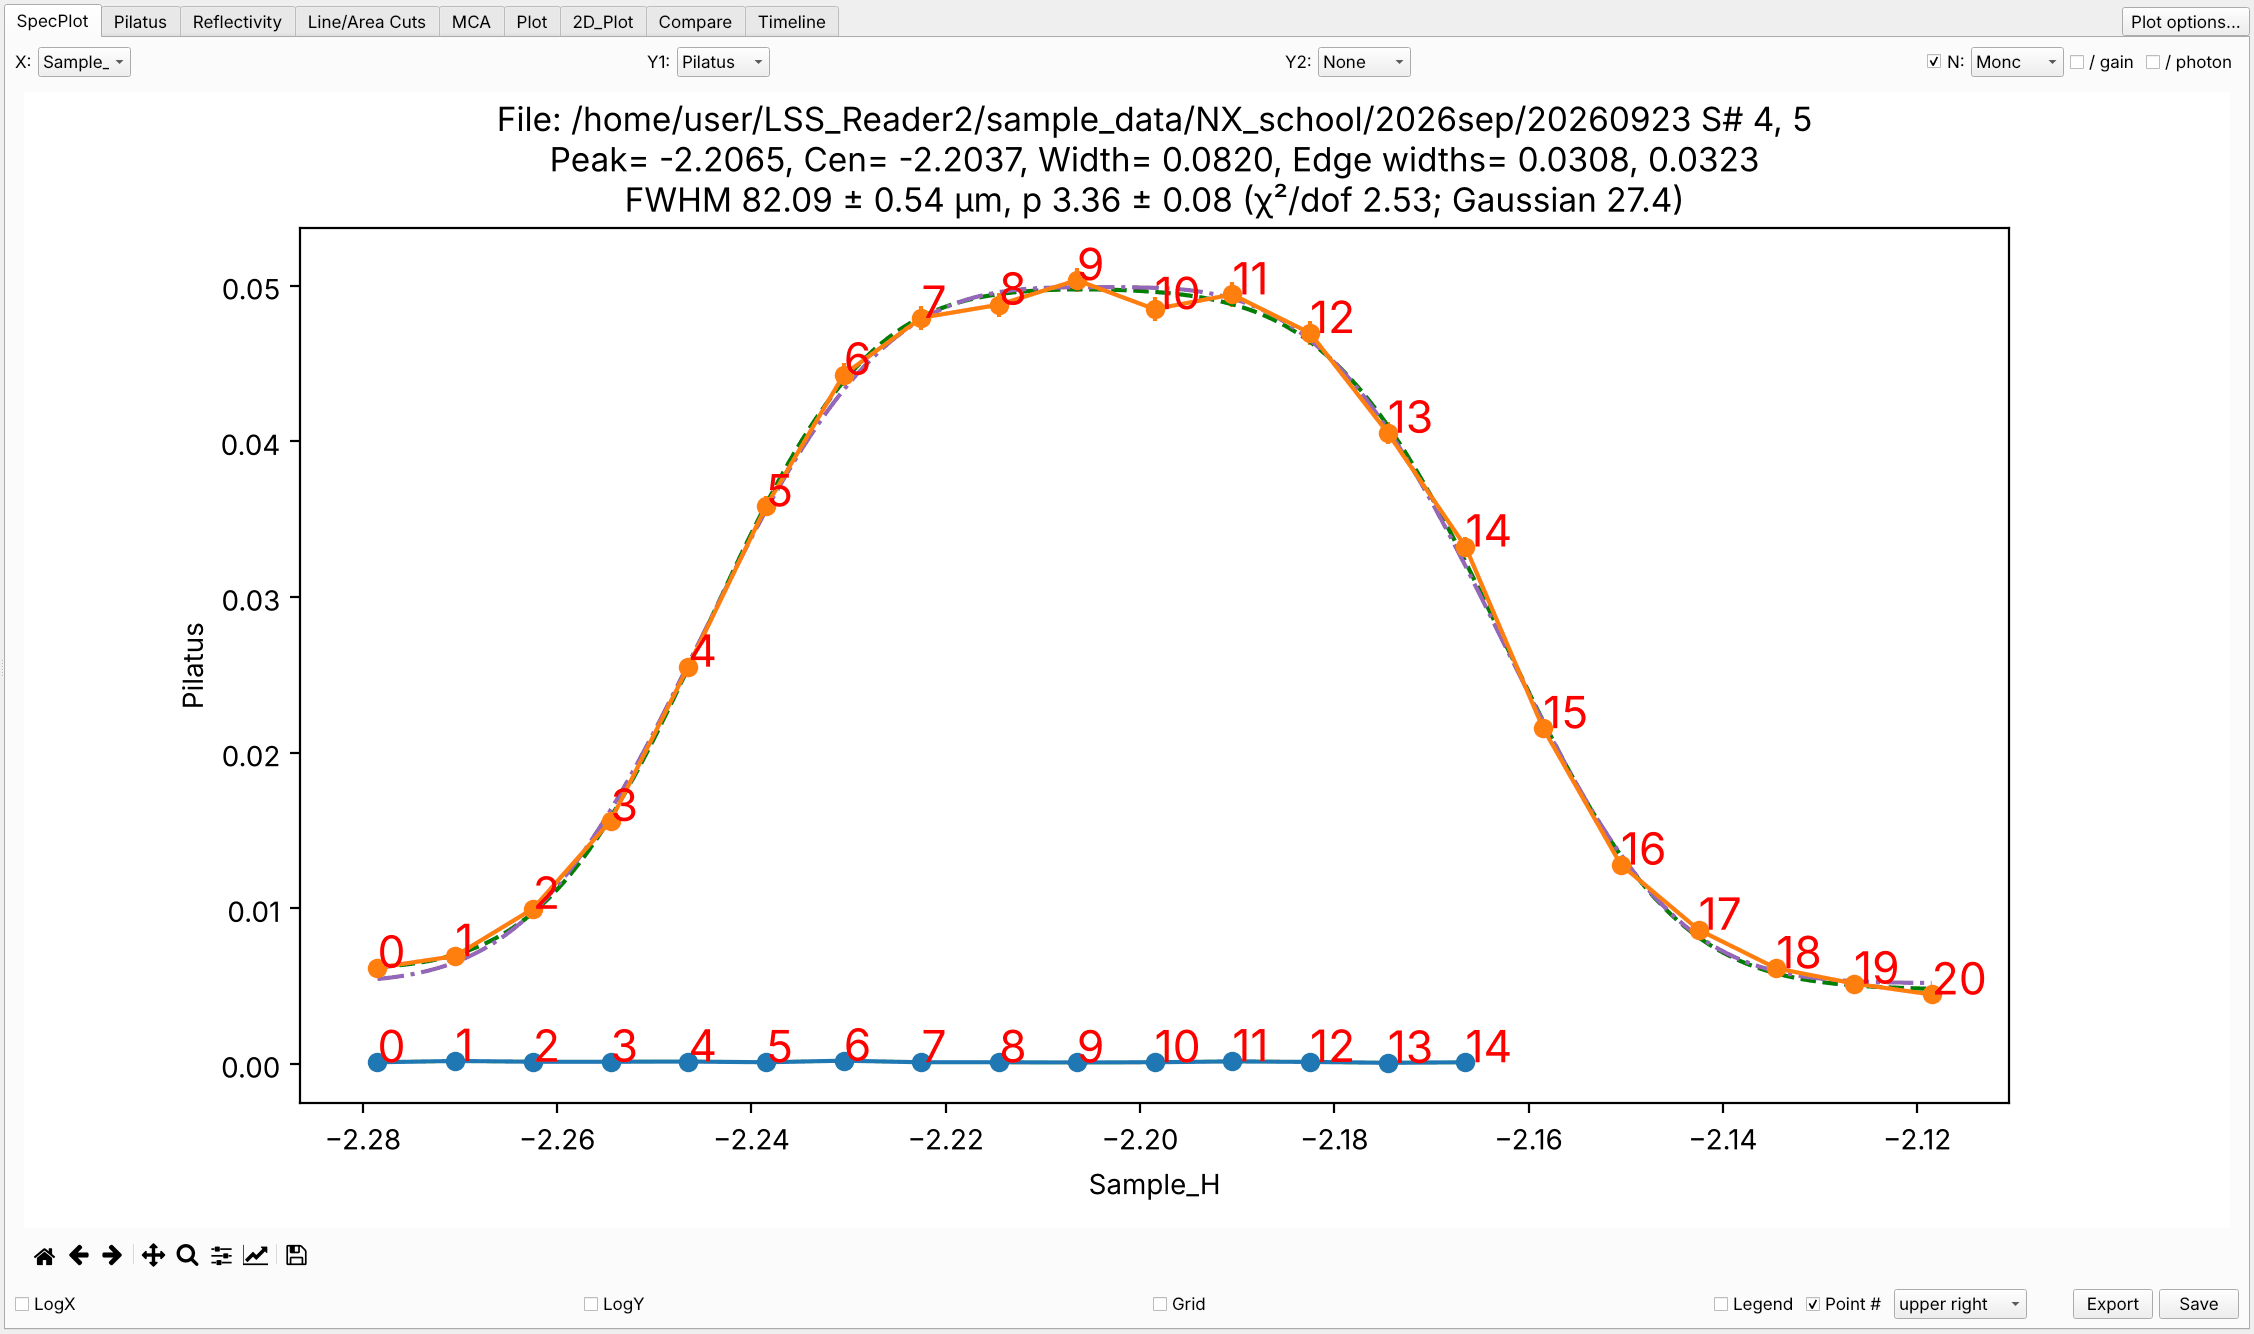 SpecPlot Pilatus Reflectivity Line/Area Cuts MCA Plot 2D_Plot Compare Timeline Plot options...
X: Sample_ Y1: Pilatus Y2: None N: Monc / gain / photon
File: /home/user/LSS_Reader2/sample_data/NX_school/2026sep/20260923 S# 4, 5
Peak= -2.2065, Cen= -2.2037, Width= 0.0820, Edge widths= 0.0308, 0.0323
FWHM 82.09 ± 0.54 µm, p 3.36 ± 0.08 (χ²/dof 2.53; Gaussian 27.4)
0.05
0.04
0.03
0.02
0.01
0.00
Pilatus
0 1 2 3 4 5 6 7 8 9 10 11 12 13 14 15 16 17 18 19 20
0 1 2 3 4 5 6 7 8 9 10 11 12 13 14
−2.28 −2.26 −2.24 −2.22 −2.20 −2.18 −2.16 −2.14 −2.12
Sample_H
LogX LogY Grid Legend Point # upper right Export Save